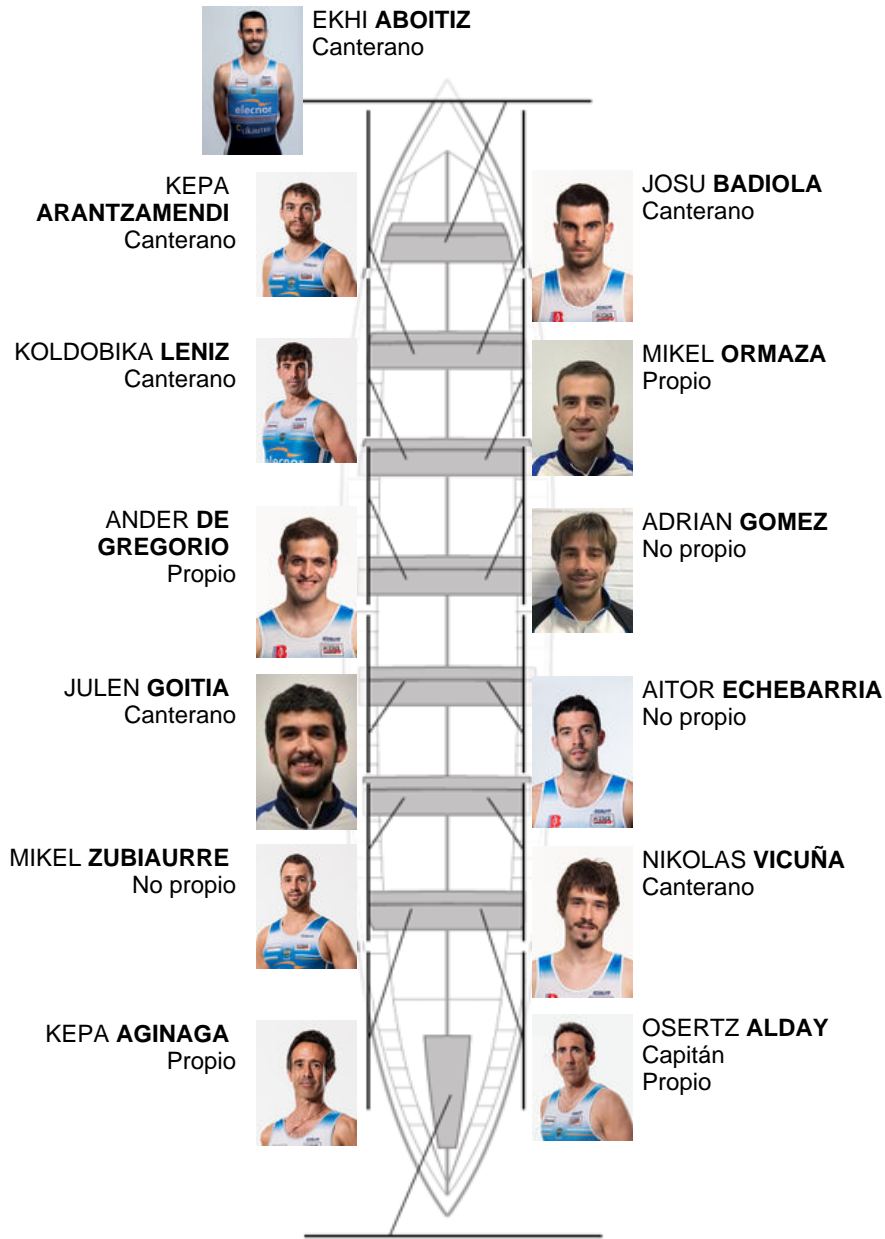 EKHI ABOITIZ
Canterano
KEPA
ARANTZAMENDI
Canterano
JOSU BADIOLA
Canterano
KOLDOBIKA LENIZ
Canterano
MIKEL ORMAZA
Propio
ANDER DE
GREGORIO
Propio
ADRIAN GOMEZ
No propio
JULEN GOITIA
Canterano
AITOR ECHEBARRIA
No propio
MIKEL ZUBIAURRE
No propio
NIKOLAS VICUÑA
Canterano
KEPA AGINAGA
Propio
OSERTZ ALDAY
Capitán
Propio
elecnor
elecnor